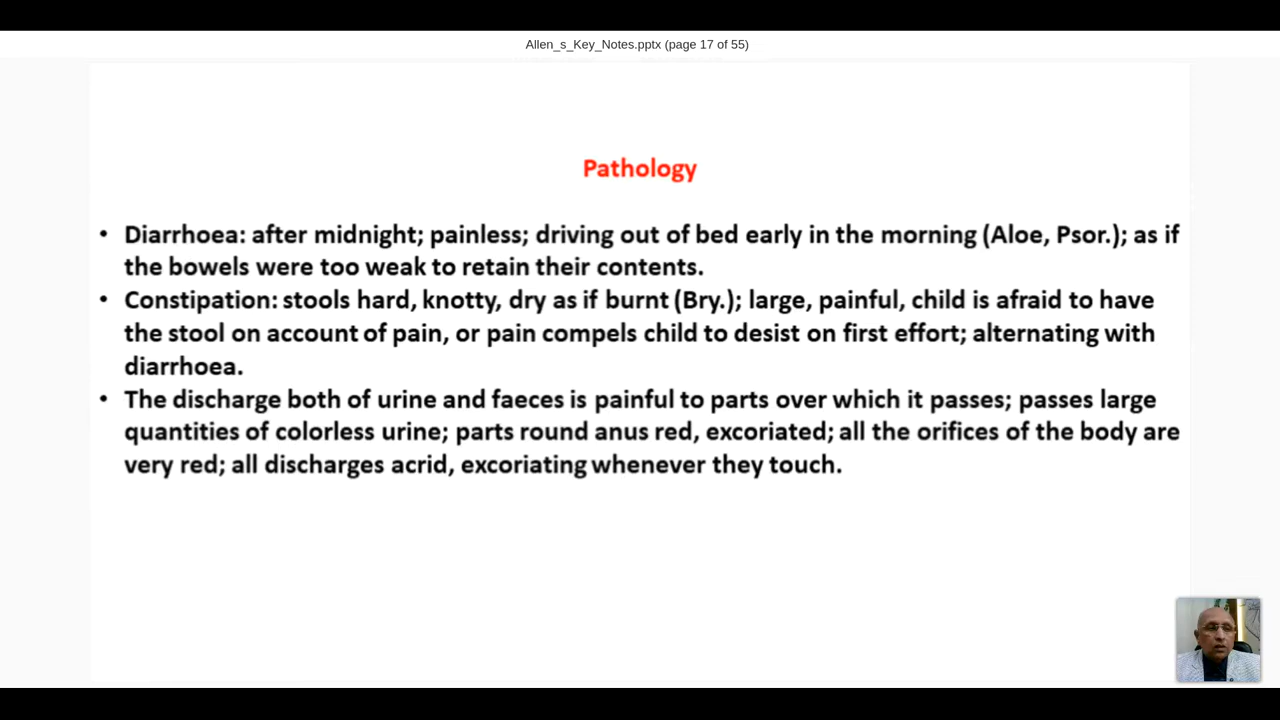 Allen_s_Key_Notes.pptx (page 17 of 55)
Pathology
• Diarrhoea: after midnight; painless; driving out of bed early in the morning (Aloe, Psor.); as if
the bowels were too weak to retain their contents.
• Constipation: stools hard, knotty, dry as if burnt (Bry.); large, painful, child is afraid to have
the stool on account of pain, or pain compels child to desist on first effort; alternating with
diarrhoea.
• The discharge both of urine and faeces is painful to parts over which it passes; passes large
quantities of colorless urine; parts round anus red, excoriated; all the orifices of the body are
very red; all discharges acrid, excoriating whenever they touch.